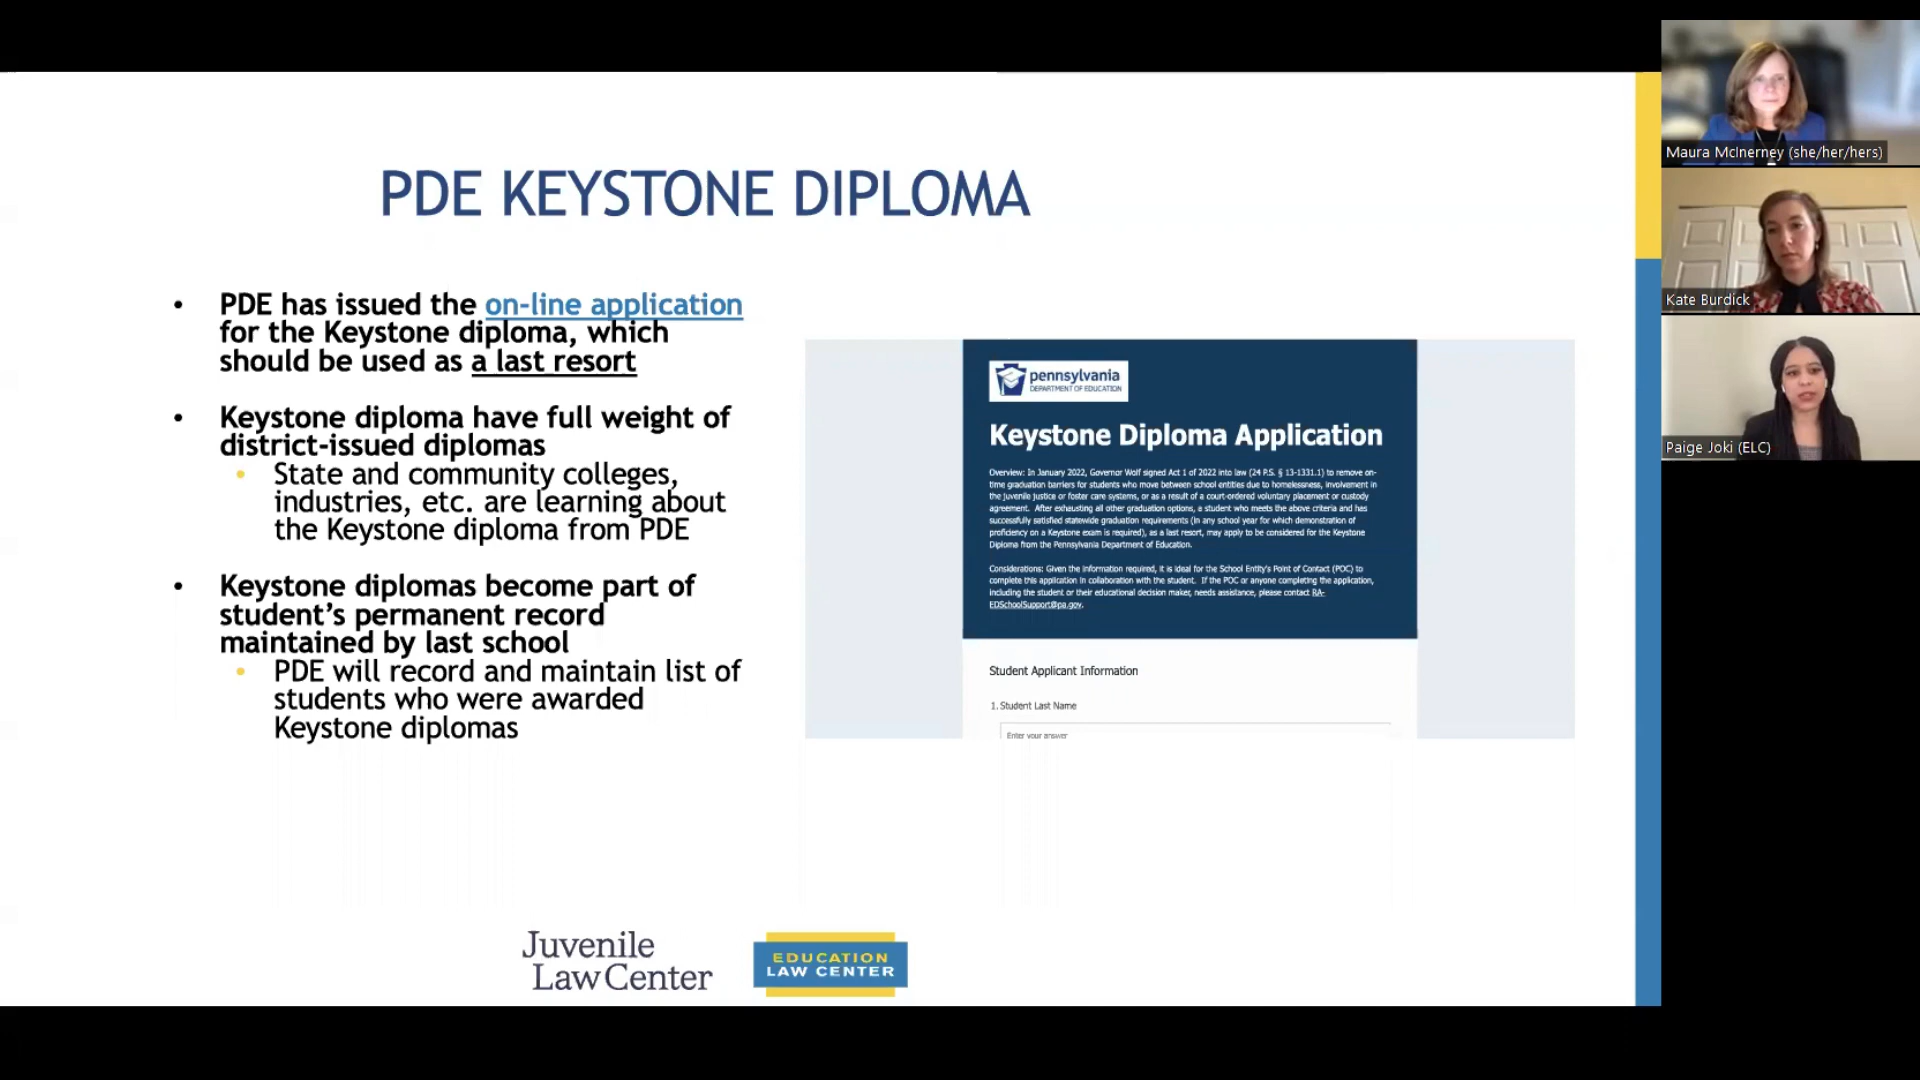 PDE KEYSTONE DIPLOMA
• PDE has issued the on-line application
for the Keystone diploma, which
should be used as a last resort
• Keystone diploma have full weight of
district-issued diplomas
• State and community colleges,
industries, etc. are learning about
the Keystone diploma from PDE
• Keystone diplomas become part of
student’s permanent record
maintained by last school
• PDE will record and maintain list of
students who were awarded
Keystone diplomas
pennsylvania
DEPARTMENT OF EDUCATION
Keystone Diploma Application
Overview: In January 2022, Governor Wolf signed Act 1 of 2022 into law (24 P.S. § 13-1331.1) to remove on-
time graduation barriers for students who move between school entities due to homelessness, involvement in
the juvenile justice or foster care systems, or as a result of a court-ordered voluntary placement or custody
agreement. After exhausting all other graduation options, a student who meets the above criteria and has
successfully satisfied statewide graduation requirements (in any school year for which demonstration of
proficiency on a Keystone exam is required), as a last resort, may apply to be considered for the Keystone
Diploma from the Pennsylvania Department of Education.
Considerations: Given the information required, it is ideal for the School Entity's Point of Contact (POC) to
complete this application in collaboration with the student. If the POC or anyone completing the application,
including the student or their educational decision maker, needs assistance, please contact RA-
EDSchoolSupport@pa.gov.
Student Applicant Information
1. Student Last Name
Enter your answer
Juvenile
Law Center
EDUCATION
LAW CENTER
Maura McInerney (she/her/hers)
Kate Burdick
Paige Joki (ELC)